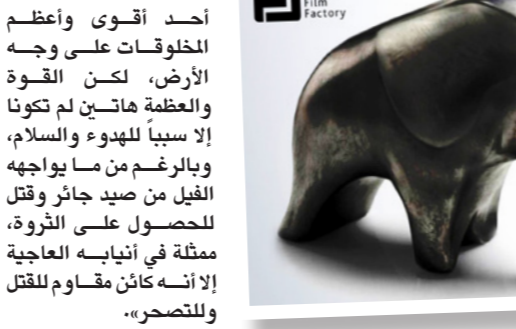 Film
Factory
أحد أقوى وأعظم
المخلوقات على وجه
الأرض، لكن القوة
والعظمة هاتين لم تكونا
إلا سبباً للهدوء والسلام،
وبالرغم من ما يواجهه
الفيل من صيد جائر وقتل
للحصول على الثروة،
ممثلة في أنيابه العاجية
إلا أنه كائن مقاوم للقتل
وللتصحر».